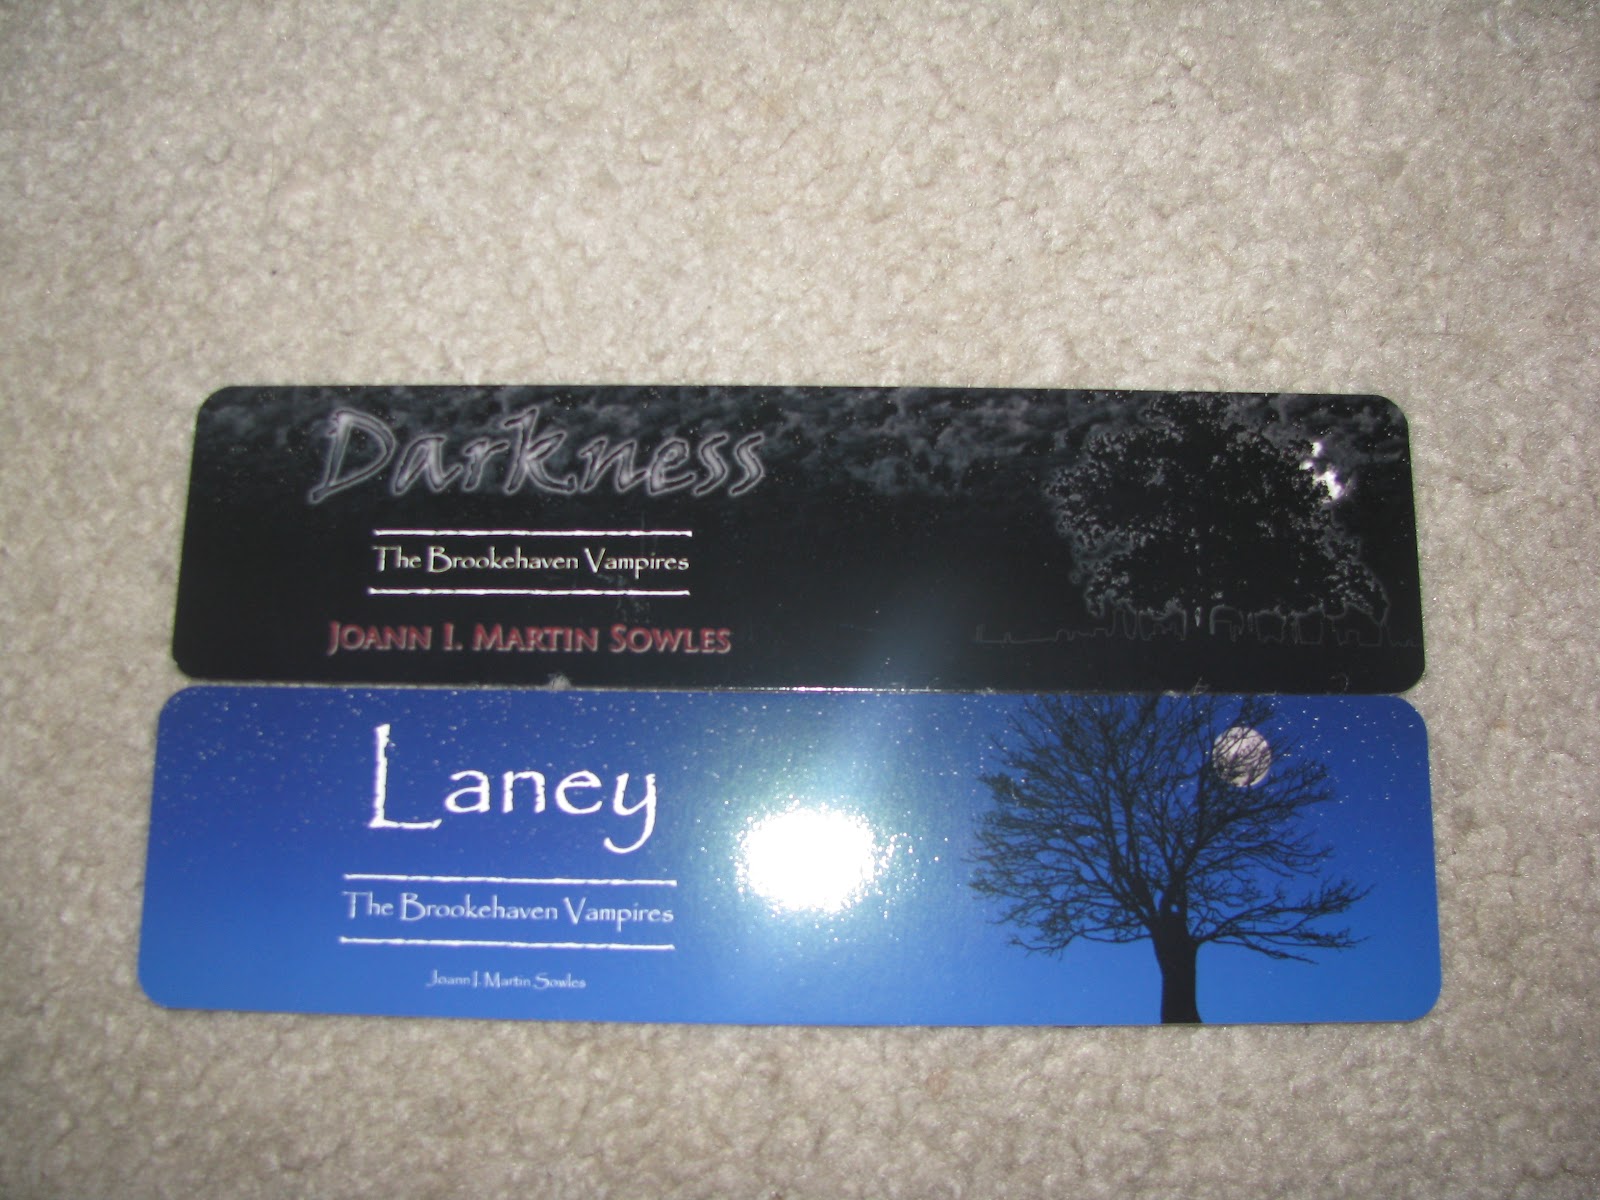 Darkness
The Brookehaven Vampires
Joann I. Martin Sowles
Laney
The Brookehaven Vampires
Joann I. Martin Sowles